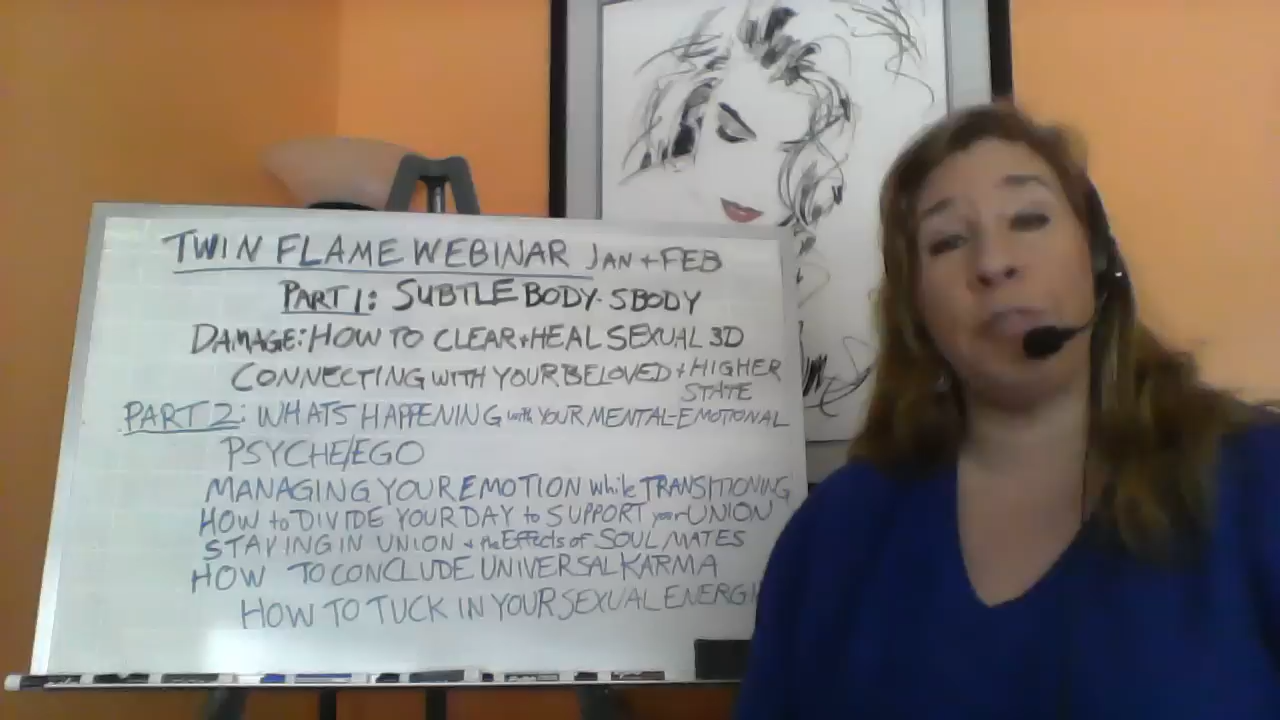 TWIN FLAME WEBINAR JAN + FEB
PART 1: SUBTLE BODY· SBODY
DAMAGE: HOW TO CLEAR + HEAL SEXUAL 3D
CONNECTING WITH YOUR BELOVED + HIGHER
STATE
PART 2: WHATS HAPPENING with YOUR MENTAL-EMOTIONAL
PSYCHE/EGO
MANAGING YOUR EMOTION while TRANSITIONING
HOW to DIVIDE YOUR DAY to SUPPORT your UNION
STAYING IN UNION + the Effects of SOUL MATES
HOW TO CONCLUDE UNIVERSAL KARMA
HOW TO TUCK IN YOUR SEXUAL ENERGI